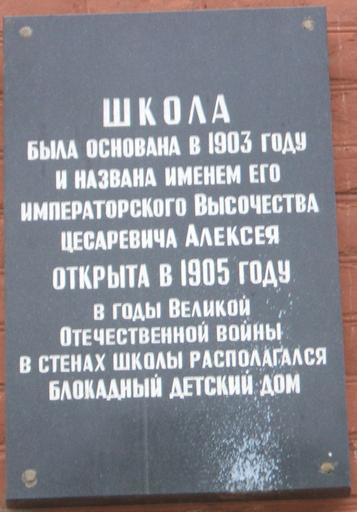 ШКОЛА
БЫЛА ОСНОВАНА В 1903 ГОДУ
И НАЗВАНА ИМЕНЕМ ЕГО
ИМПЕРАТОРСКОГО ВЫСОЧЕСТВА
ЦЕСАРЕВИЧА АЛЕКСЕЯ
ОТКРЫТА В 1905 ГОДУ
В ГОДЫ ВЕЛИКОЙ
ОТЕЧЕСТВЕННОЙ ВОЙНЫ
В СТЕНАХ ШКОЛЫ РАСПОЛАГАЛСЯ
БЛОКАДНЫЙ ДЕТСКИЙ ДОМ